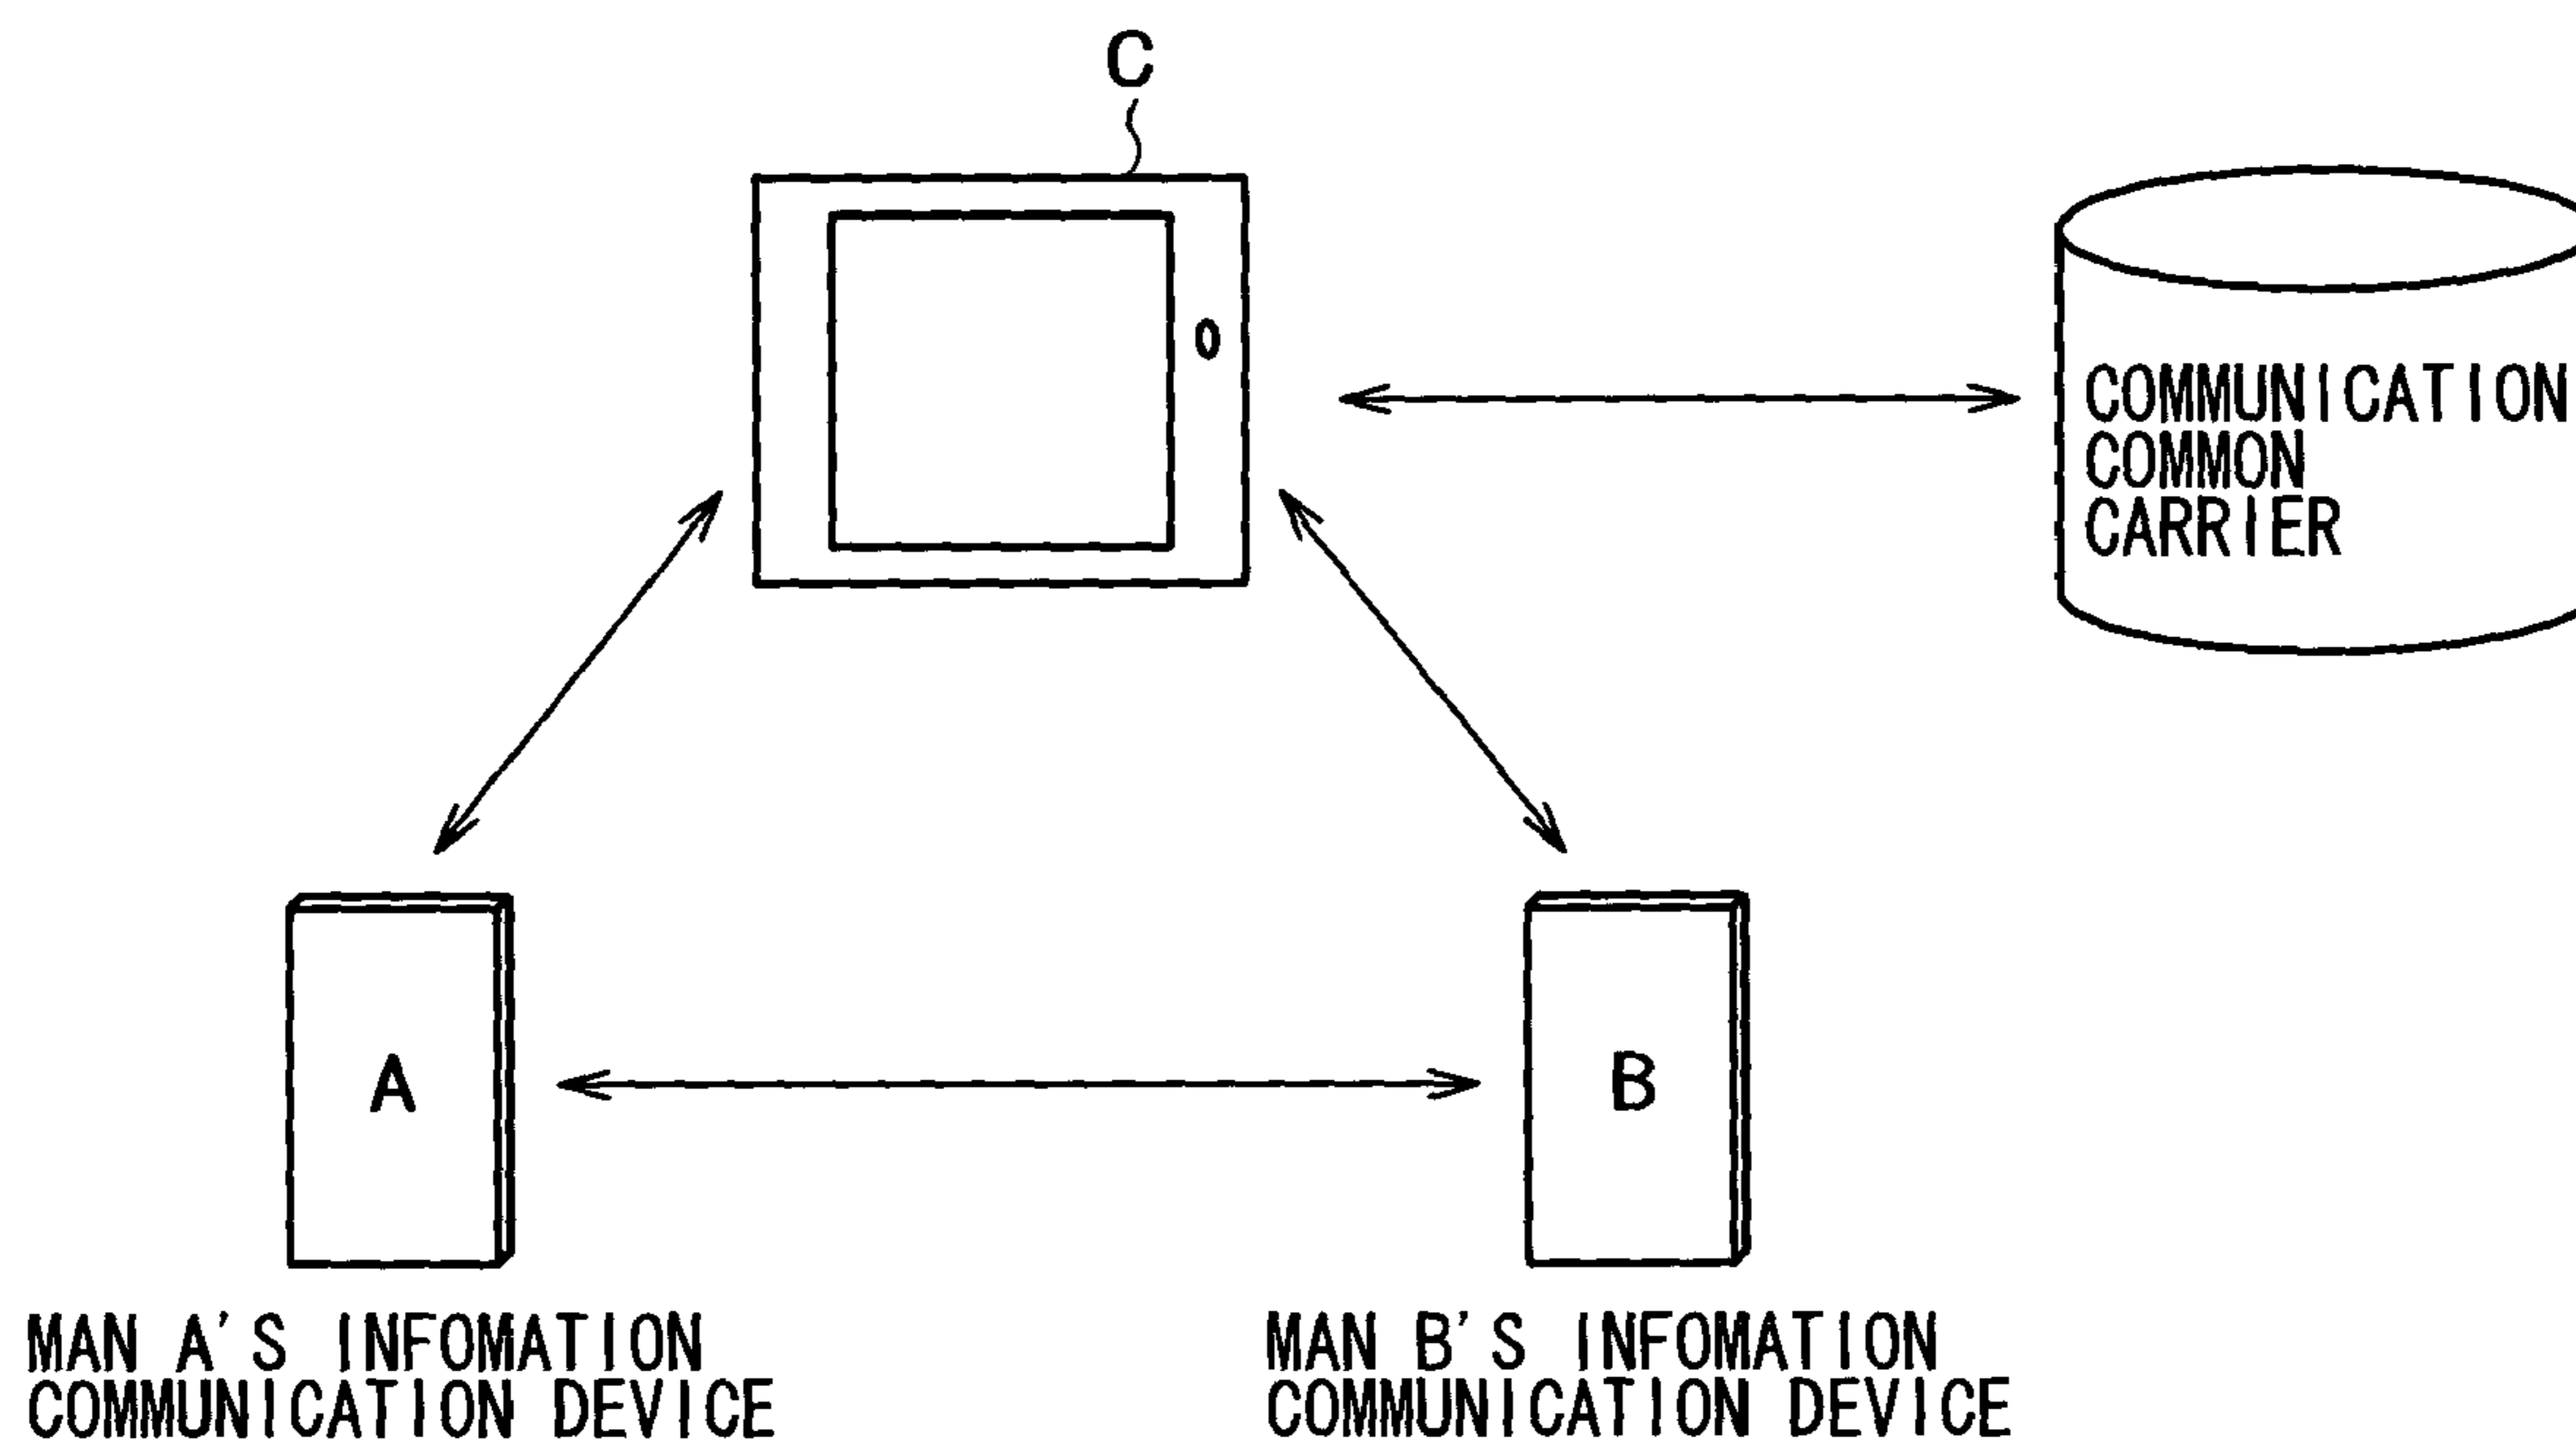 C
COMMUNICATION
COMMON
CARRIER
A
B
MAN A'S INFOMATION
COMMUNICATION DEVICE
MAN B'S INFOMATION
COMMUNICATION DEVICE